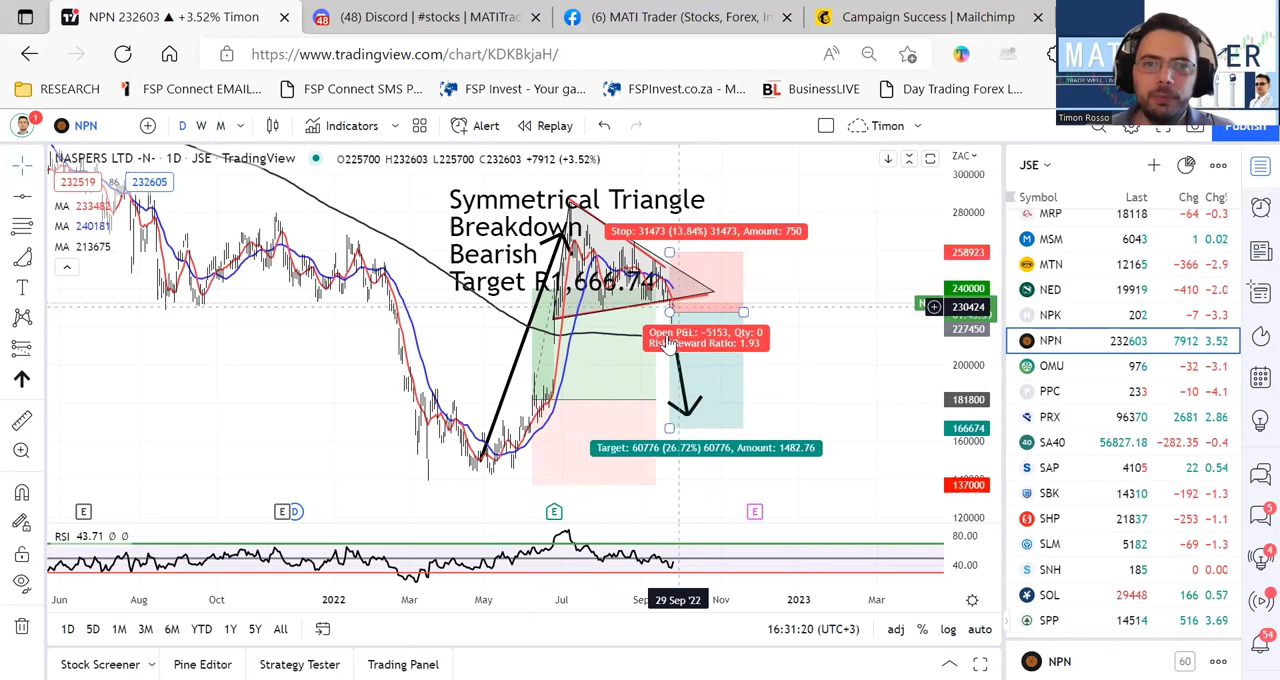 NPN 232603 ▲ +3.52% Timon
(48) Discord | #stocks | MATITrad
(6) MATI Trader (Stocks, Forex, In
Campaign Success | Mailchimp
https://www.tradingview.com/chart/KDKBkjaH/
RESEARCH
FSP Connect EMAIL...
FSP Connect SMS P...
FSP Invest - Your ga...
FSPInvest.co.za - M...
BL BusinessLIVE
Day Trading Forex L...
MATI
ER
Timon Rosso
NPN
D W M
Indicators
Alert
Replay
Timon
Publish
NASPERS LTD -N- 1D JSE TradingView
O225700 H232603 L225700 C232603 +7912 (+3.52%)
232519 86 232605
MA 233482
MA 240181
MA 213675
Symmetrical Triangle
Breakdown
Bearish
Target R1,666.74
Stop: 31473 (13.84%) 31473, Amount: 750
Open P&L: -5153, Qty: 0
Risk/Reward Ratio: 1.93
Target: 60776 (26.72%) 60776, Amount: 1482.76
ZAC
300000
280000
258923
240000
230424
227450
200000
181800
166674
160000
137000
120000
E
E D
E
E
RSI 43.71 Ø Ø
80.00
40.00
Jun Aug Oct 2022 Mar May Jul Sep 29 Sep '22 Nov 2023 Mar
1D 5D 1M 3M 6M YTD 1Y 5Y All
16:31:20 (UTC+3)
adj % log auto
Stock Screener
Pine Editor
Strategy Tester
Trading Panel
JSE
Symbol Last Chg Chg%
MRP 18118 -64 -0.3
MSM 6043 1 0.02
MTN 12165 -366 -2.9
NED 19919 -410 -2.0
NPK 202 -7 -3.3
NPN 232603 7912 3.52
OMU 976 -32 -3.1
PPC 233 -10 -4.1
PRX 96370 2681 2.86
SA40 56827.18 -282.35 -0.4
SAP 4105 22 0.54
SBK 14310 -192 -1.3
SHP 21837 -253 -1.1
SLM 5182 -69 -1.3
SNH 185 0 0.00
SOL 29448 166 0.57
SPP 14514 516 3.69
NPN
60